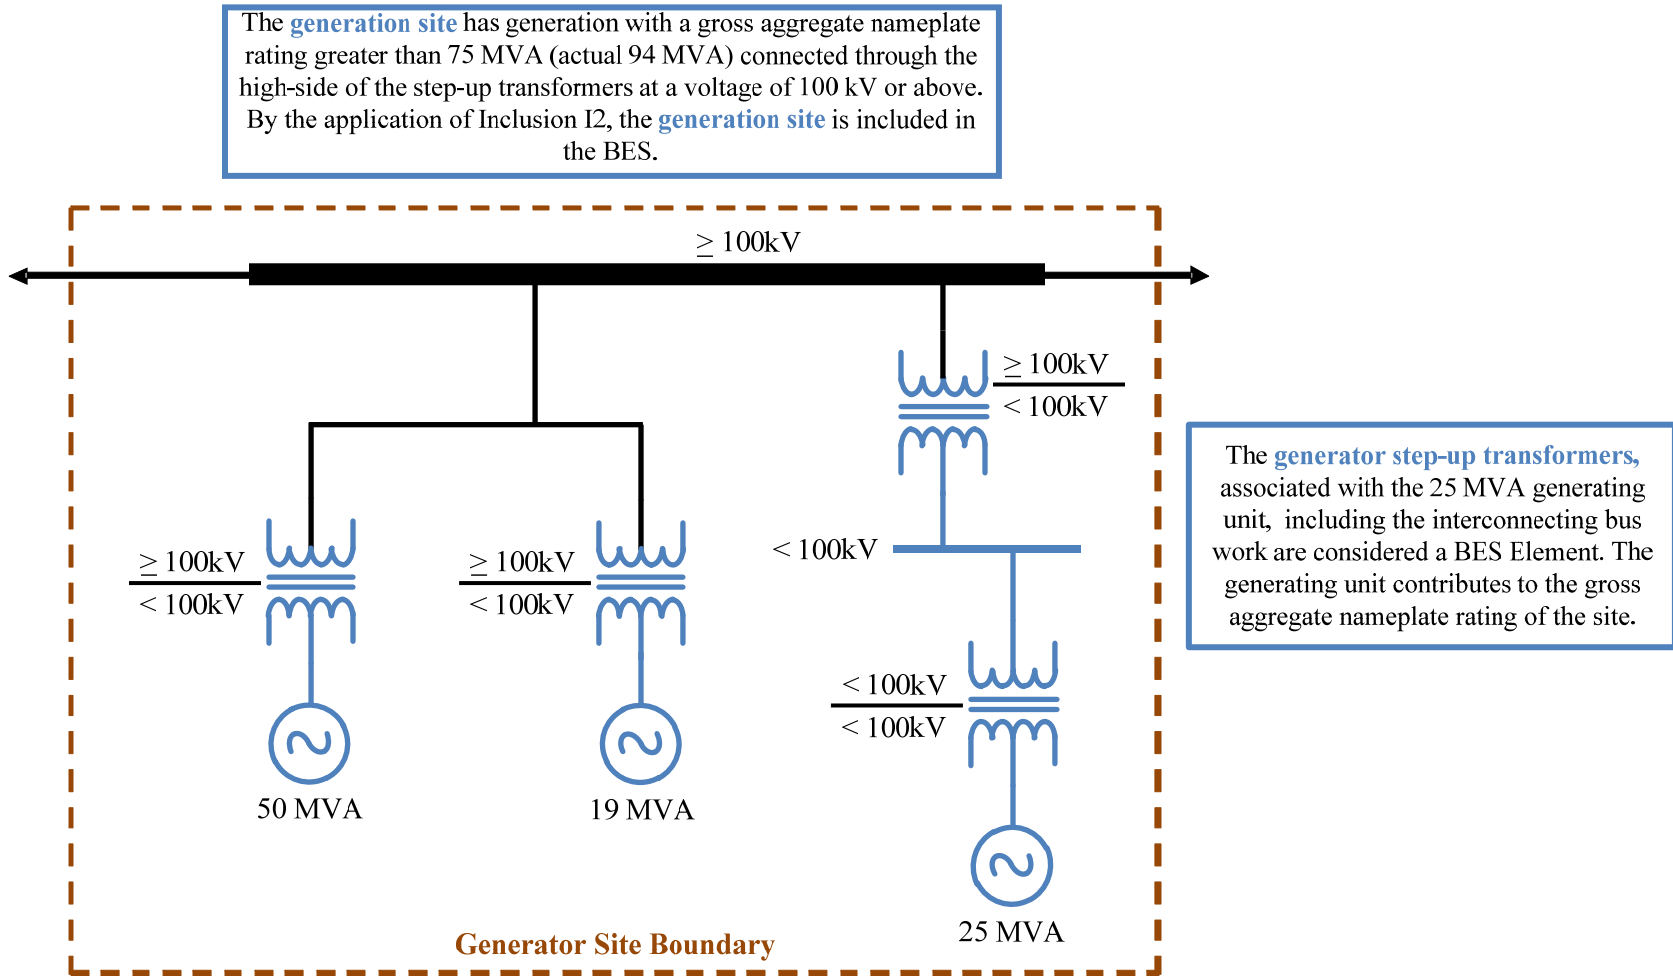 The generation site has generation with a gross aggregate nameplate
rating greater than 75 MVA (actual 94 MVA) connected through the
high-side of the step-up transformers at a voltage of 100 kV or above.
By the application of Inclusion I2, the generation site is included in
the BES.
≥ 100kV
≥ 100kV
< 100kV
The generator step-up transformers,
associated with the 25 MVA generating
unit, including the interconnecting bus
work are considered a BES Element. The
generating unit contributes to the gross
aggregate nameplate rating of the site.
≥ 100kV
< 100kV
≥ 100kV
< 100kV
< 100kV
< 100kV
< 100kV
50 MVA
19 MVA
25 MVA
Generator Site Boundary